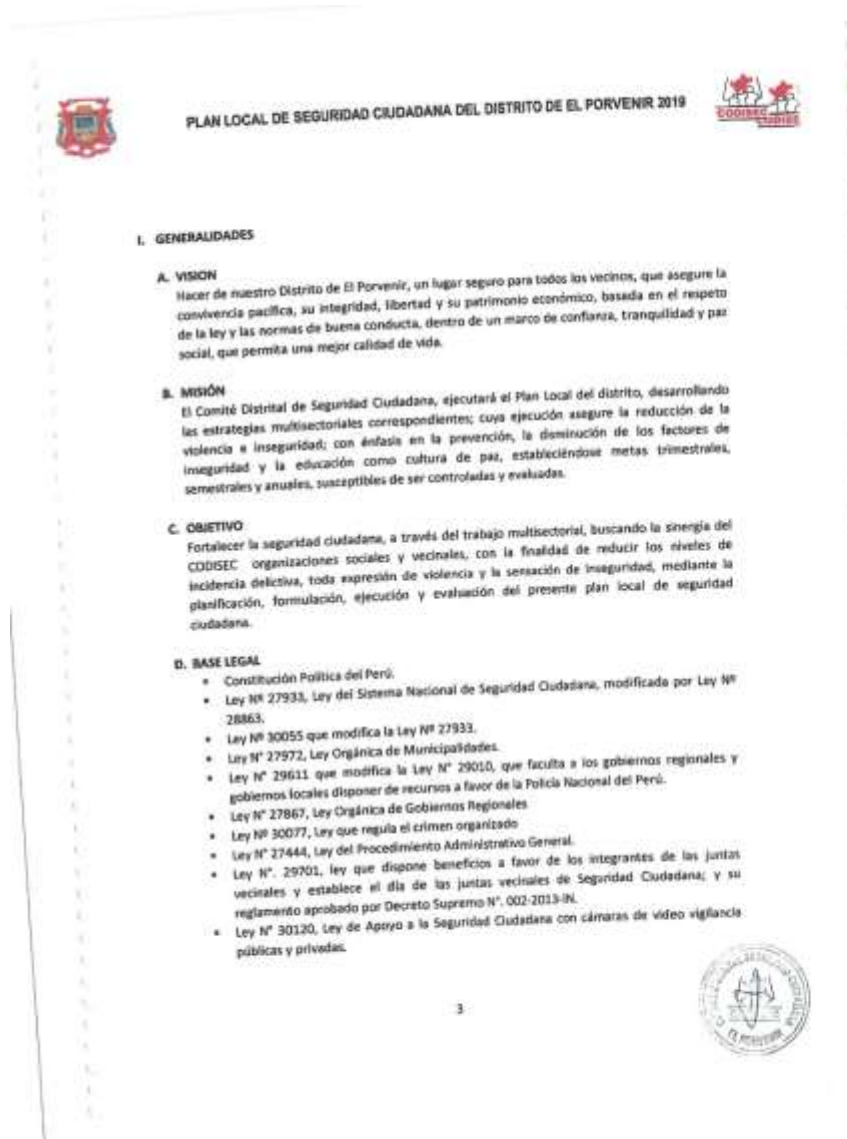 PLAN LOCAL DE SEGURIDAD CIUDADANA DEL DISTRITO DE EL PORVENIR 2019
CODISEC
I. GENERALIDADES
A. VISION
Hacer de nuestro Distrito de El Porvenir, un lugar seguro para todos los vecinos, que asegure la
convivencia pacífica, su integridad, libertad y su patrimonio económico, basada en el respeto
de la ley y las normas de buena conducta, dentro de un marco de confianza, tranquilidad y paz
social, que permita una mejor calidad de vida.
B. MISIÓN
El Comité Distrital de Seguridad Ciudadana, ejecutará el Plan Local del distrito, desarrollando
las estrategias multisectoriales correspondientes; cuya ejecución asegure la reducción de la
violencia e inseguridad; con énfasis en la prevención, la disminución de los factores de
inseguridad y la educación como cultura de paz, estableciéndose metas trimestrales,
semestrales y anuales, susceptibles de ser controladas y evaluadas.
C. OBJETIVO
Fortalecer la seguridad ciudadana, a través del trabajo multisectorial, buscando la sinergia del
CODISEC organizaciones sociales y vecinales, con la finalidad de reducir los niveles de
incidencia delictiva, toda expresión de violencia y la sensación de inseguridad, mediante la
planificación, formulación, ejecución y evaluación del presente plan local de seguridad
ciudadana.
D. BASE LEGAL
• Constitución Política del Perú.
• Ley Nº 27933, Ley del Sistema Nacional de Seguridad Ciudadana, modificada por Ley Nº
28863.
• Ley Nº 30055 que modifica la Ley Nº 27933.
• Ley N° 27972, Ley Orgánica de Municipalidades.
• Ley N° 29611 que modifica la Ley N° 29010, que faculta a los gobiernos regionales y
gobiernos locales disponer de recursos a favor de la Policía Nacional del Perú.
• Ley N° 27867, Ley Orgánica de Gobiernos Regionales
• Ley Nº 30077, Ley que regula el crimen organizado
• Ley N° 27444, Ley del Procedimiento Administrativo General.
• Ley N°. 29701, ley que dispone beneficios a favor de los integrantes de las juntas
vecinales y establece el día de las juntas vecinales de Seguridad Ciudadana; y su
reglamento aprobado por Decreto Supremo N°. 002-2013-IN.
• Ley N° 30120, Ley de Apoyo a la Seguridad Ciudadana con cámaras de video vigilancia
públicas y privadas.
3
EL PORVENIR